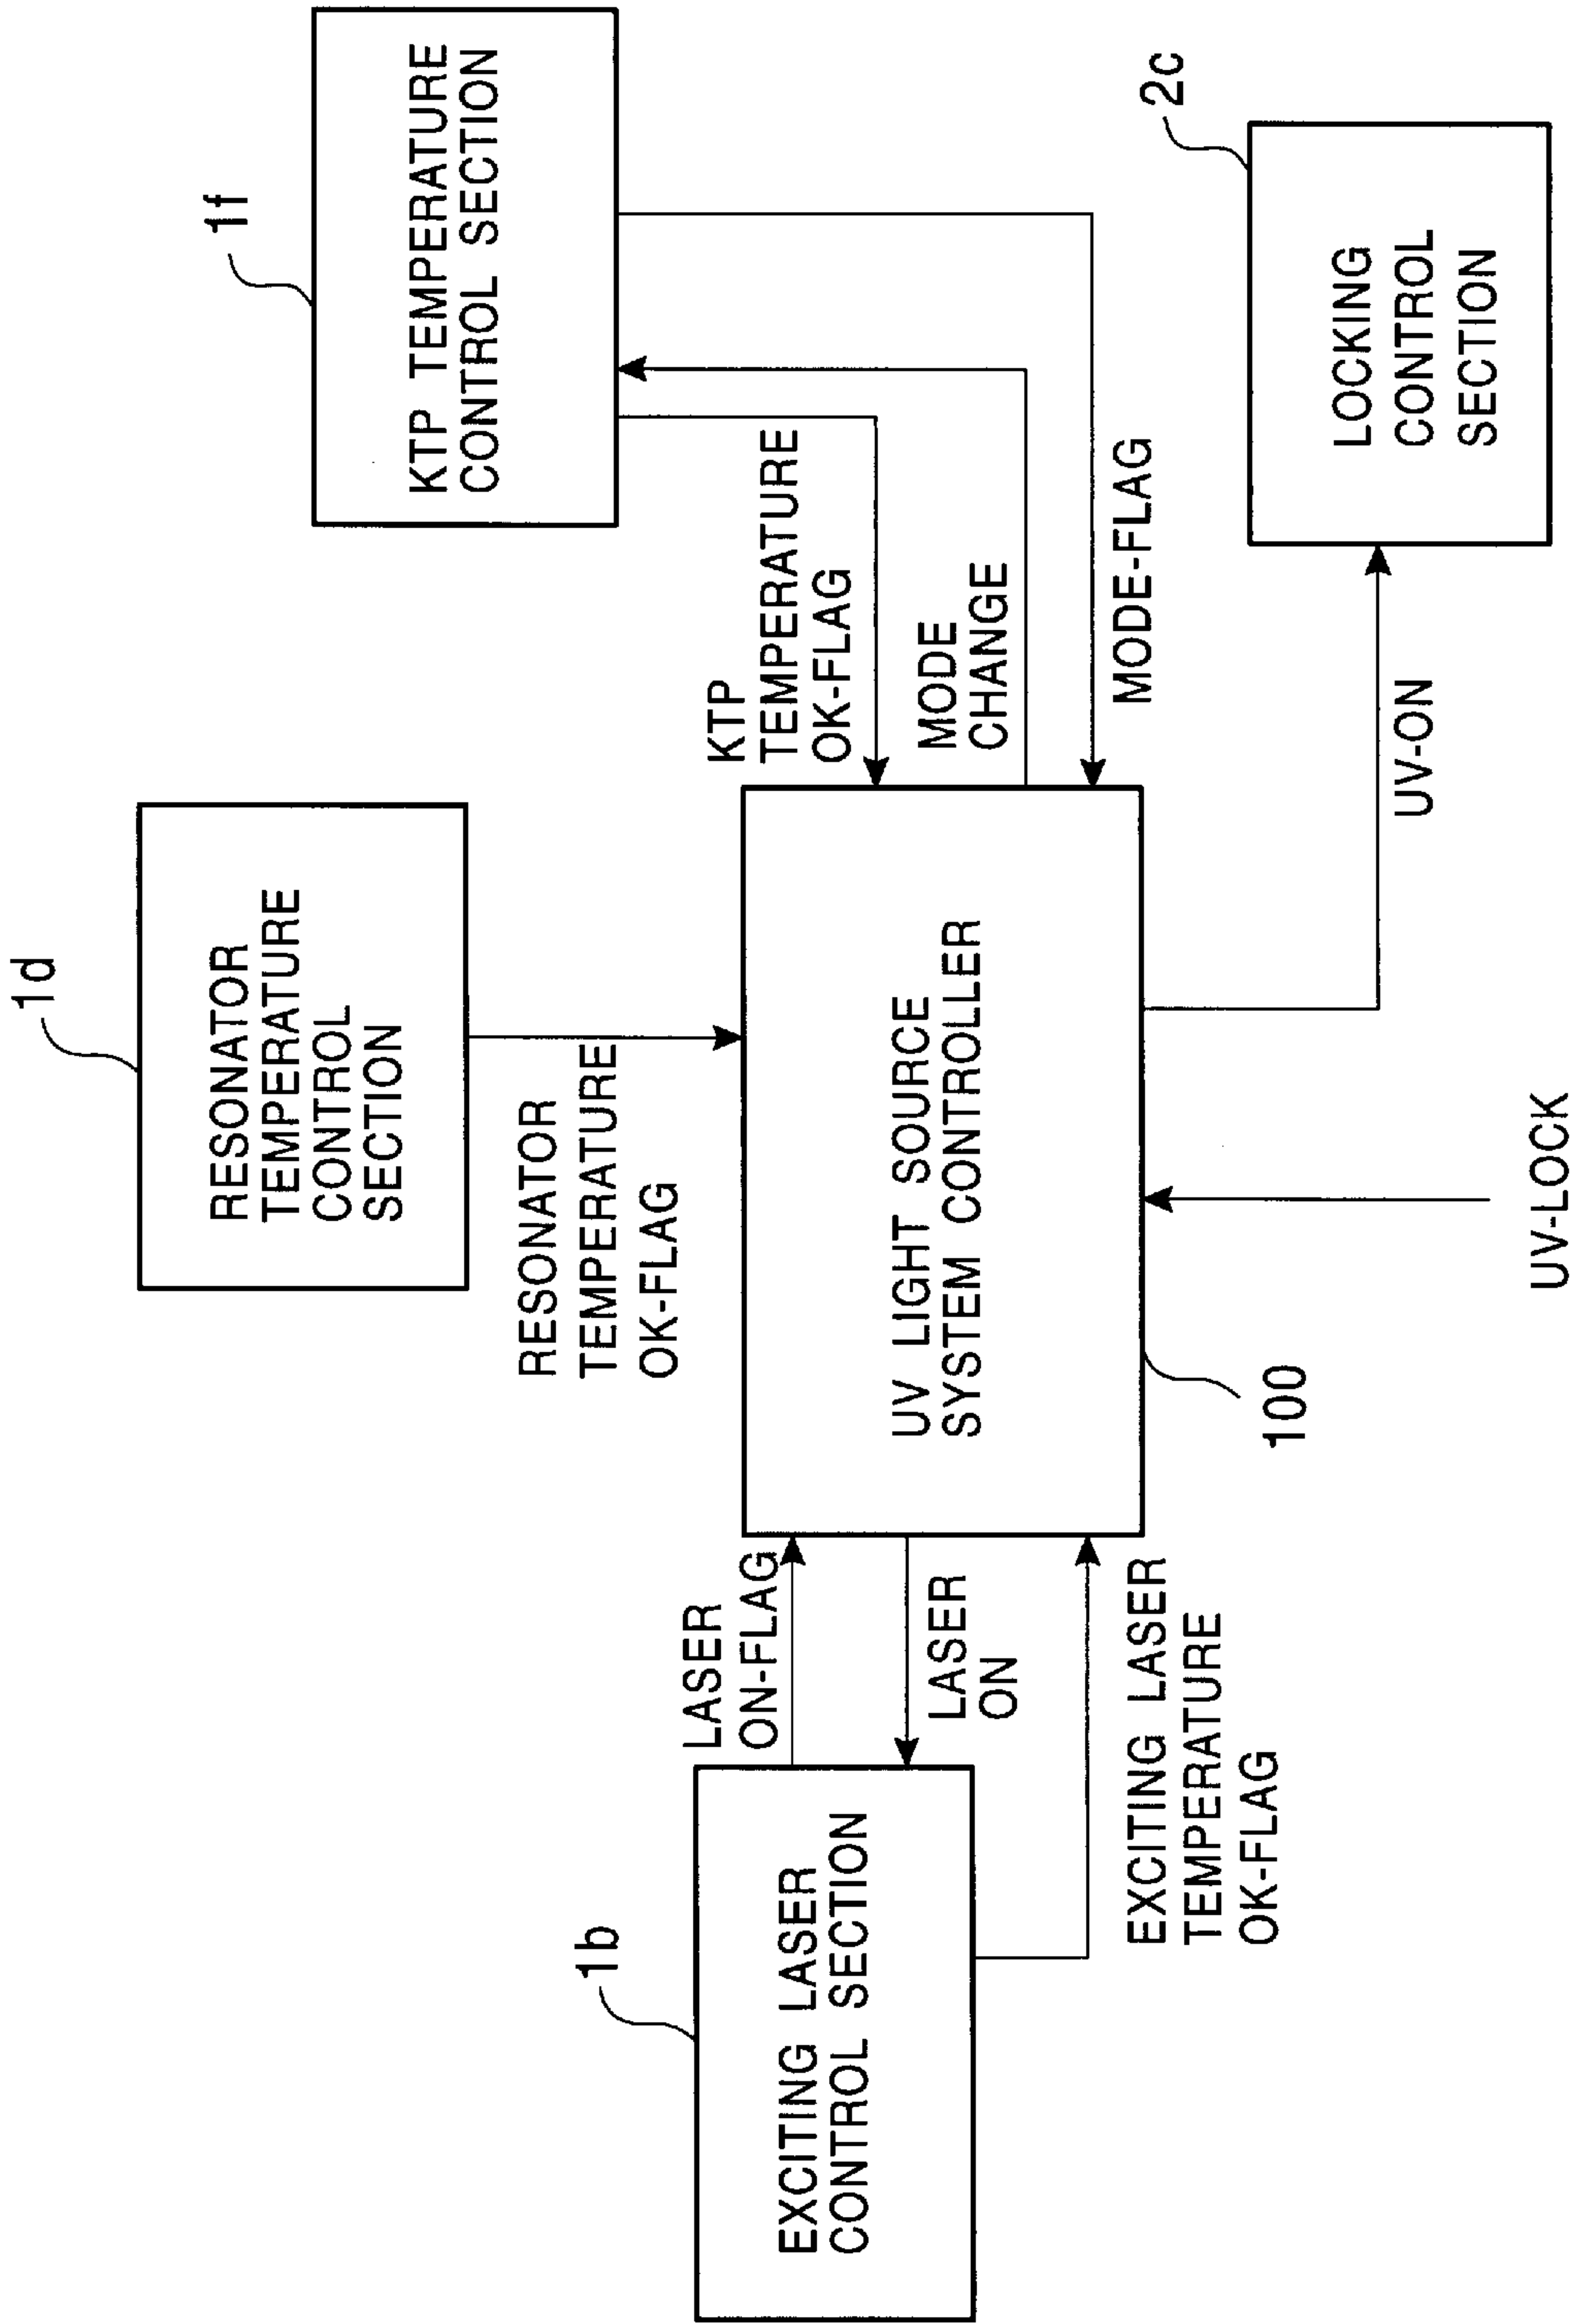 1d
RESONATOR
TEMPERATURE
CONTROL
SECTION
1f
KTP TEMPERATURE
CONTROL SECTION
RESONATOR
TEMPERATURE
OK-FLAG
KTP
TEMPERATURE
OK-FLAG
MODE
CHANGE
MODE-FLAG
1b
EXCITING LASER
CONTROL SECTION
LASER
ON-FLAG
LASER
ON
EXCITING LASER
TEMPERATURE
OK-FLAG
UV LIGHT SOURCE
SYSTEM CONTROLLER
100
2c
LOCKING
CONTROL
SECTION
UV-ON
UV-LOCK